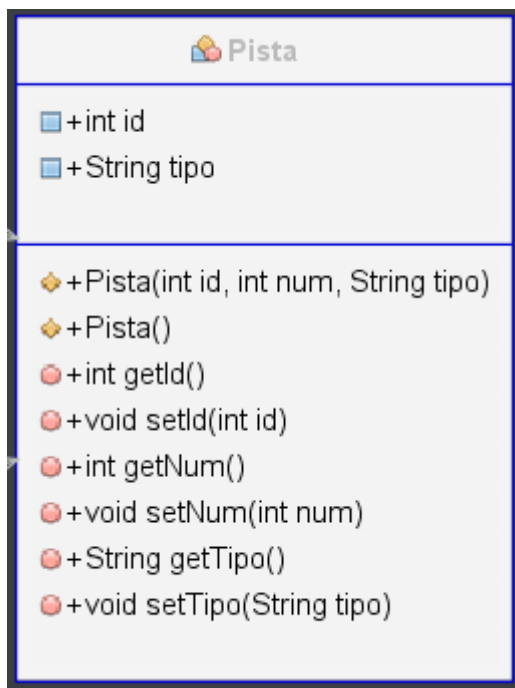 Pista
+int id
+String tipo
+Pista(int id, int num, String tipo)
+Pista()
+int getId()
+void setId(int id)
+int getNum()
+void setNum(int num)
+String getTipo()
+void setTipo(String tipo)